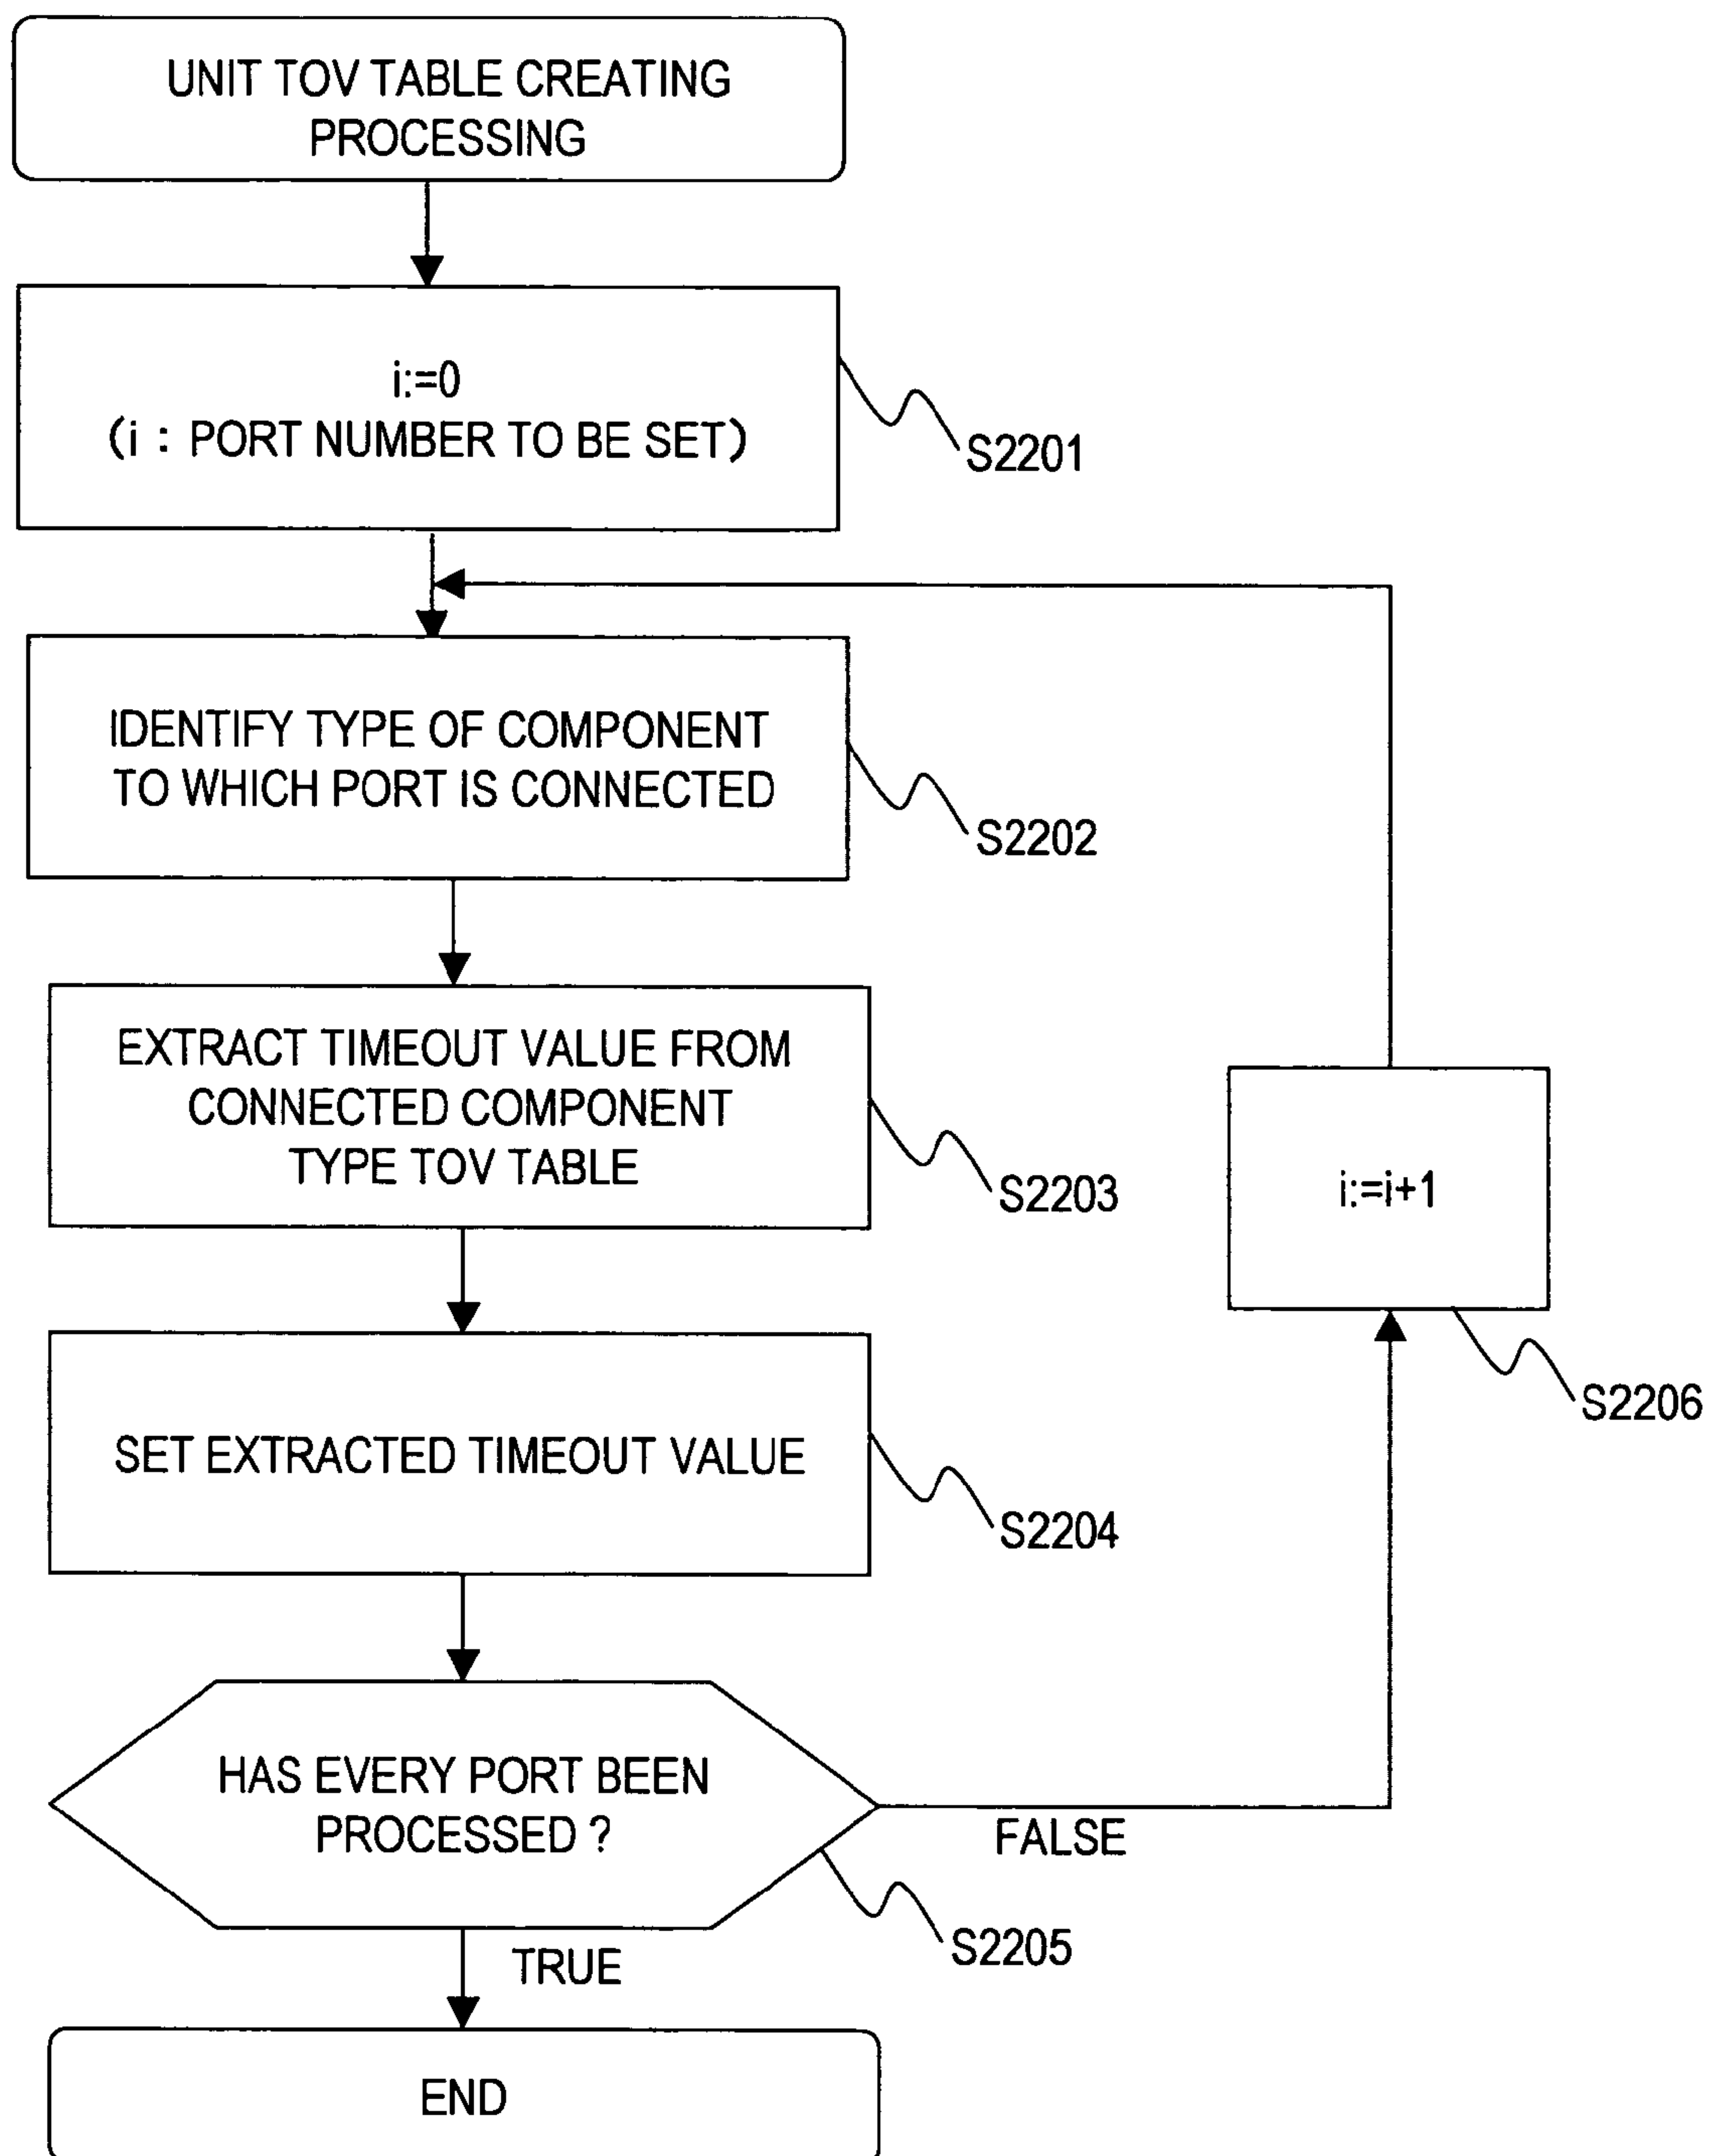 UNIT TOV TABLE CREATING
PROCESSING
i:=0
(i : PORT NUMBER TO BE SET)
S2201
IDENTIFY TYPE OF COMPONENT
TO WHICH PORT IS CONNECTED
S2202
EXTRACT TIMEOUT VALUE FROM
CONNECTED COMPONENT
TYPE TOV TABLE
S2203
i:=i+1
S2206
SET EXTRACTED TIMEOUT VALUE
S2204
HAS EVERY PORT BEEN
PROCESSED ?
FALSE
S2205
TRUE
END